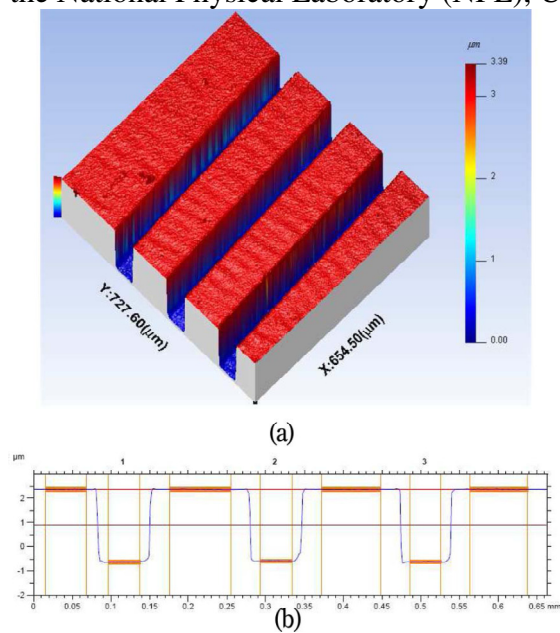 the National Physical Laboratory (NPL), C
μm
3.39
3
2
1
0.00
Y:727.60(μm)
X:654.50(μm)
(a)
μm
1 2 3
2
1
0
-1
-2
0 0.05 0.1 0.15 0.2 0.25 0.3 0.35 0.4 0.45 0.5 0.55 0.6 0.65 mm
(b)